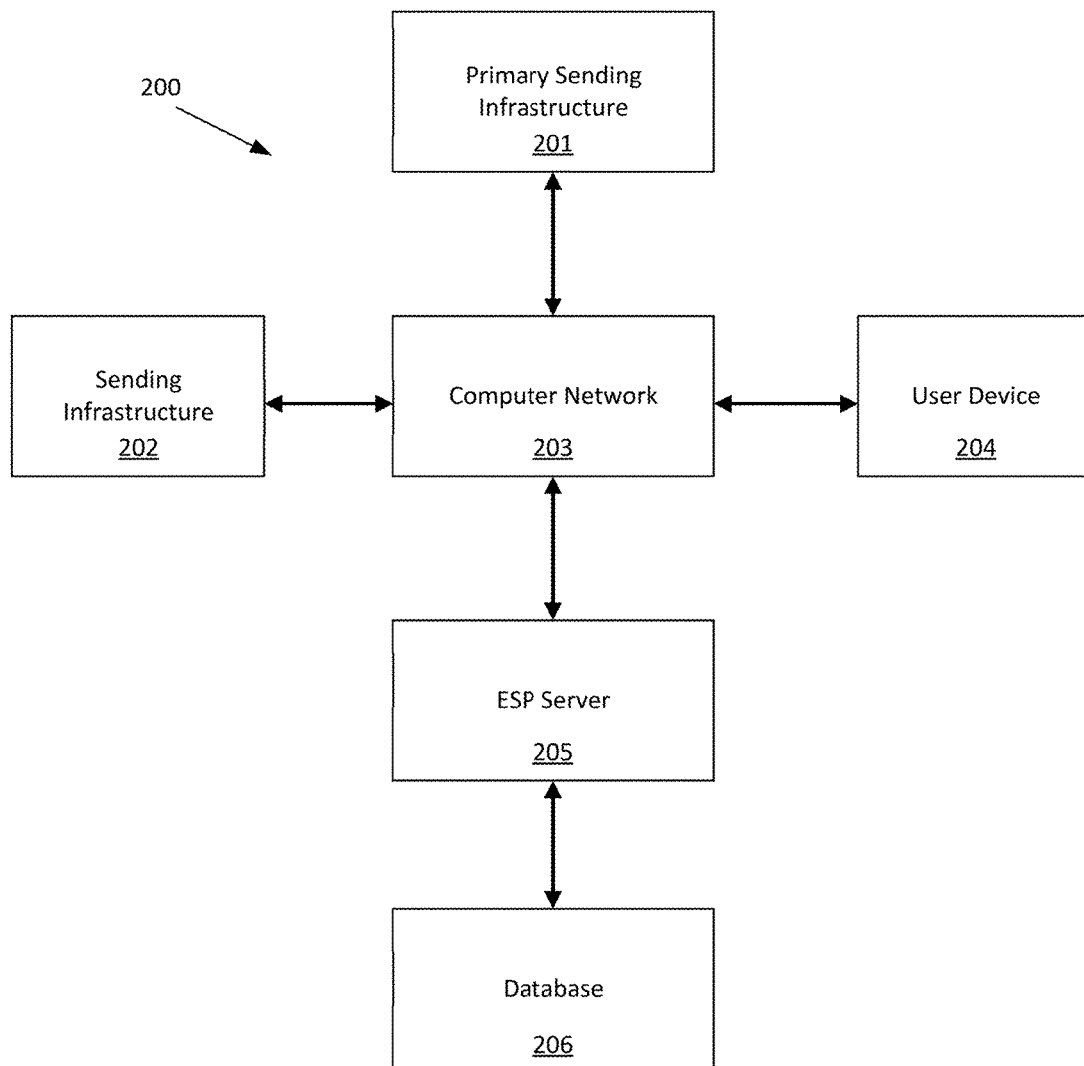 Primary Sending
Infrastructure
201
200
Sending
Infrastructure
202
Computer Network
203
User Device
204
ESP Server
205
Database
206